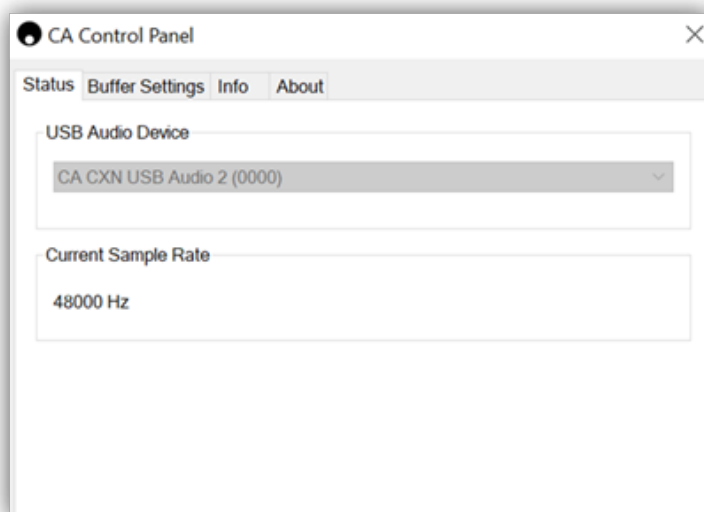 CA Control Panel
Status Buffer Settings Info About
USB Audio Device
CA CXN USB Audio 2 (0000)
Current Sample Rate
48000 Hz